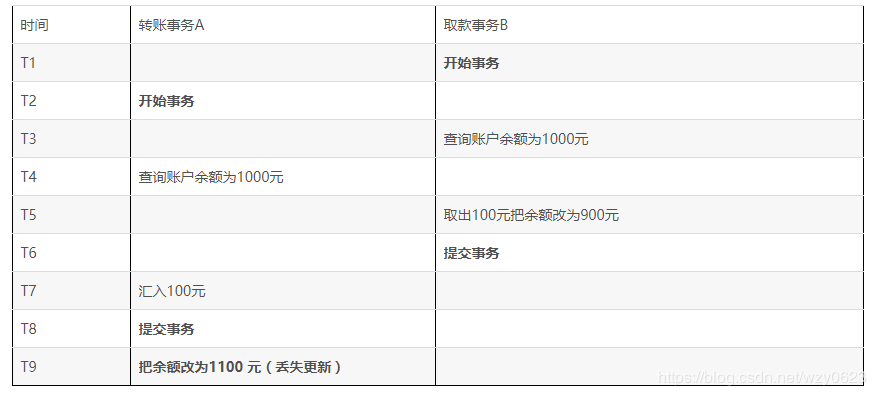 时间 转账事务A 取款事务B
T1 开始事务
T2 开始事务
T3 查询账户余额为1000元
T4 查询账户余额为1000元
T5 取出100元把余额改为900元
T6 提交事务
T7 汇入100元
T8 提交事务
T9 把余额改为1100 元（丢失更新）
https://blog.csdn.net/wzy0623